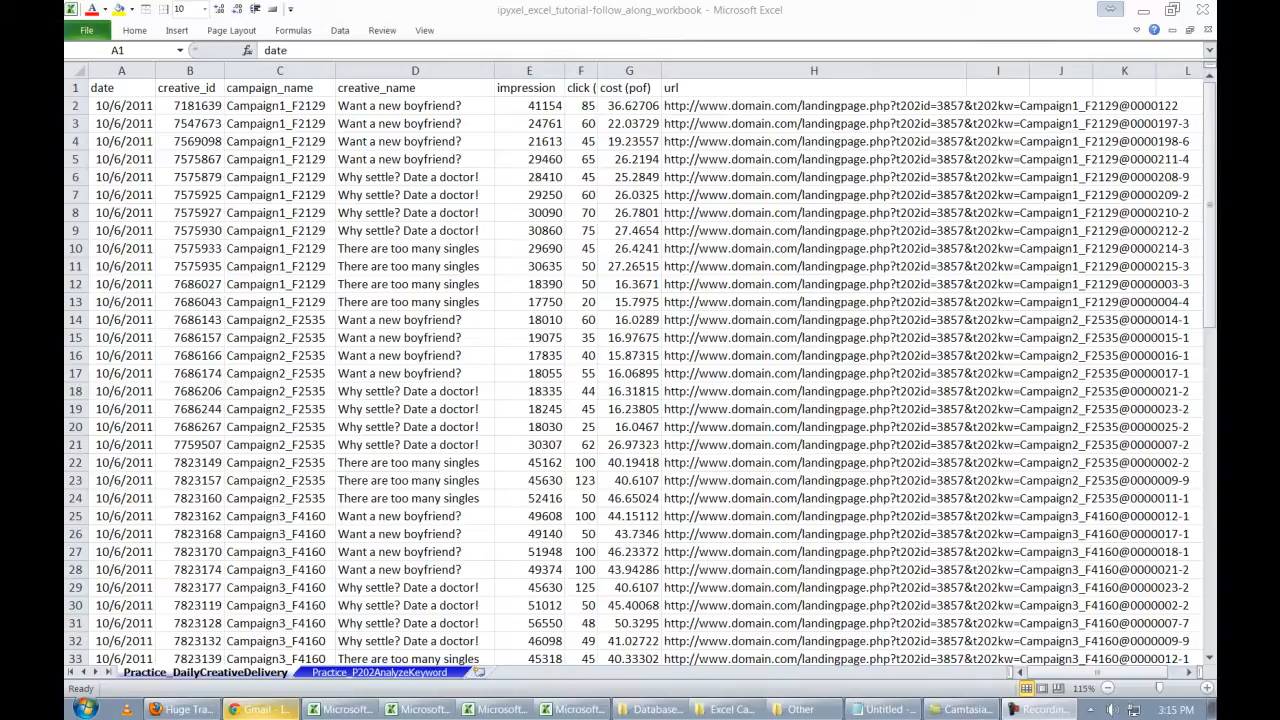 10
ipyxel_excel_tutorial-follow_along_workbook - Microsoft Excel
File Home Insert Page Layout Formulas Data Review View
A1 fx date
A B C D E F G H I J K L
1 date creative_id campaign_name creative_name impression click ( cost (pof) url
2 10/6/2011 7181639 Campaign1_F2129 Want a new boyfriend? 41154 85 36.62706 http://www.domain.com/landingpage.php?t202id=3857&t202kw=Campaign1_F2129@0000122
3 10/6/2011 7547673 Campaign1_F2129 Want a new boyfriend? 24761 60 22.03729 http://www.domain.com/landingpage.php?t202id=3857&t202kw=Campaign1_F2129@0000197-3
4 10/6/2011 7569098 Campaign1_F2129 Want a new boyfriend? 21613 45 19.23557 http://www.domain.com/landingpage.php?t202id=3857&t202kw=Campaign1_F2129@0000198-6
5 10/6/2011 7575867 Campaign1_F2129 Want a new boyfriend? 29460 65 26.2194 http://www.domain.com/landingpage.php?t202id=3857&t202kw=Campaign1_F2129@0000211-4
6 10/6/2011 7575879 Campaign1_F2129 Why settle? Date a doctor! 28410 45 25.2849 http://www.domain.com/landingpage.php?t202id=3857&t202kw=Campaign1_F2129@0000208-9
7 10/6/2011 7575925 Campaign1_F2129 Why settle? Date a doctor! 29250 60 26.0325 http://www.domain.com/landingpage.php?t202id=3857&t202kw=Campaign1_F2129@0000209-2
8 10/6/2011 7575927 Campaign1_F2129 Why settle? Date a doctor! 30090 70 26.7801 http://www.domain.com/landingpage.php?t202id=3857&t202kw=Campaign1_F2129@0000210-2
9 10/6/2011 7575930 Campaign1_F2129 Why settle? Date a doctor! 30860 75 27.4654 http://www.domain.com/landingpage.php?t202id=3857&t202kw=Campaign1_F2129@0000212-2
10 10/6/2011 7575933 Campaign1_F2129 There are too many singles 29690 45 26.4241 http://www.domain.com/landingpage.php?t202id=3857&t202kw=Campaign1_F2129@0000214-3
11 10/6/2011 7575935 Campaign1_F2129 There are too many singles 30635 50 27.26515 http://www.domain.com/landingpage.php?t202id=3857&t202kw=Campaign1_F2129@0000215-3
12 10/6/2011 7686027 Campaign1_F2129 There are too many singles 18390 50 16.3671 http://www.domain.com/landingpage.php?t202id=3857&t202kw=Campaign1_F2129@0000003-3
13 10/6/2011 7686043 Campaign1_F2129 There are too many singles 17750 20 15.7975 http://www.domain.com/landingpage.php?t202id=3857&t202kw=Campaign1_F2129@0000004-4
14 10/6/2011 7686143 Campaign2_F2535 Want a new boyfriend? 18010 60 16.0289 http://www.domain.com/landingpage.php?t202id=3857&t202kw=Campaign2_F2535@0000014-1
15 10/6/2011 7686157 Campaign2_F2535 Want a new boyfriend? 19075 35 16.97675 http://www.domain.com/landingpage.php?t202id=3857&t202kw=Campaign2_F2535@0000015-1
16 10/6/2011 7686166 Campaign2_F2535 Want a new boyfriend? 17835 40 15.87315 http://www.domain.com/landingpage.php?t202id=3857&t202kw=Campaign2_F2535@0000016-1
17 10/6/2011 7686174 Campaign2_F2535 Want a new boyfriend? 18055 55 16.06895 http://www.domain.com/landingpage.php?t202id=3857&t202kw=Campaign2_F2535@0000017-1
18 10/6/2011 7686206 Campaign2_F2535 Why settle? Date a doctor! 18335 44 16.31815 http://www.domain.com/landingpage.php?t202id=3857&t202kw=Campaign2_F2535@0000021-2
19 10/6/2011 7686244 Campaign2_F2535 Why settle? Date a doctor! 18245 45 16.23805 http://www.domain.com/landingpage.php?t202id=3857&t202kw=Campaign2_F2535@0000023-2
20 10/6/2011 7686267 Campaign2_F2535 Why settle? Date a doctor! 18030 25 16.0467 http://www.domain.com/landingpage.php?t202id=3857&t202kw=Campaign2_F2535@0000025-2
21 10/6/2011 7759507 Campaign2_F2535 Why settle? Date a doctor! 30307 62 26.97323 http://www.domain.com/landingpage.php?t202id=3857&t202kw=Campaign2_F2535@0000007-2
22 10/6/2011 7823149 Campaign2_F2535 There are too many singles 45162 100 40.19418 http://www.domain.com/landingpage.php?t202id=3857&t202kw=Campaign2_F2535@0000002-2
23 10/6/2011 7823157 Campaign2_F2535 There are too many singles 45630 123 40.6107 http://www.domain.com/landingpage.php?t202id=3857&t202kw=Campaign2_F2535@0000009-9
24 10/6/2011 7823160 Campaign2_F2535 There are too many singles 52416 50 46.65024 http://www.domain.com/landingpage.php?t202id=3857&t202kw=Campaign2_F2535@0000011-1
25 10/6/2011 7823162 Campaign3_F4160 Want a new boyfriend? 49608 100 44.15112 http://www.domain.com/landingpage.php?t202id=3857&t202kw=Campaign3_F4160@0000012-1
26 10/6/2011 7823168 Campaign3_F4160 Want a new boyfriend? 49140 50 43.7346 http://www.domain.com/landingpage.php?t202id=3857&t202kw=Campaign3_F4160@0000017-1
27 10/6/2011 7823170 Campaign3_F4160 Want a new boyfriend? 51948 100 46.23372 http://www.domain.com/landingpage.php?t202id=3857&t202kw=Campaign3_F4160@0000018-1
28 10/6/2011 7823174 Campaign3_F4160 Want a new boyfriend? 49374 100 43.94286 http://www.domain.com/landingpage.php?t202id=3857&t202kw=Campaign3_F4160@0000021-2
29 10/6/2011 7823177 Campaign3_F4160 Why settle? Date a doctor! 45630 125 40.6107 http://www.domain.com/landingpage.php?t202id=3857&t202kw=Campaign3_F4160@0000023-2
30 10/6/2011 7823119 Campaign3_F4160 Why settle? Date a doctor! 51012 50 45.40068 http://www.domain.com/landingpage.php?t202id=3857&t202kw=Campaign3_F4160@0000002-2
31 10/6/2011 7823128 Campaign3_F4160 Why settle? Date a doctor! 56550 48 50.3295 http://www.domain.com/landingpage.php?t202id=3857&t202kw=Campaign3_F4160@0000007-7
32 10/6/2011 7823132 Campaign3_F4160 Why settle? Date a doctor! 46098 49 41.02722 http://www.domain.com/landingpage.php?t202id=3857&t202kw=Campaign3_F4160@0000009-9
33 10/6/2011 7823139 Campaign3_F4160 There are too many singles 45318 45 40.33302 http://www.domain.com/landingpage.php?t202id=3857&t202kw=Campaign3_F4160@0000012-1
Practice_DailyCreativeDelivery Practice_P202AnalyzeKeyword
Ready 115%
Huge Tra... Gmail - I... Microsoft... Microsoft... Microsoft... Microsoft... Database... Excel Ca... Other Untitled -... Camtasia... Recordin... 3:15 PM